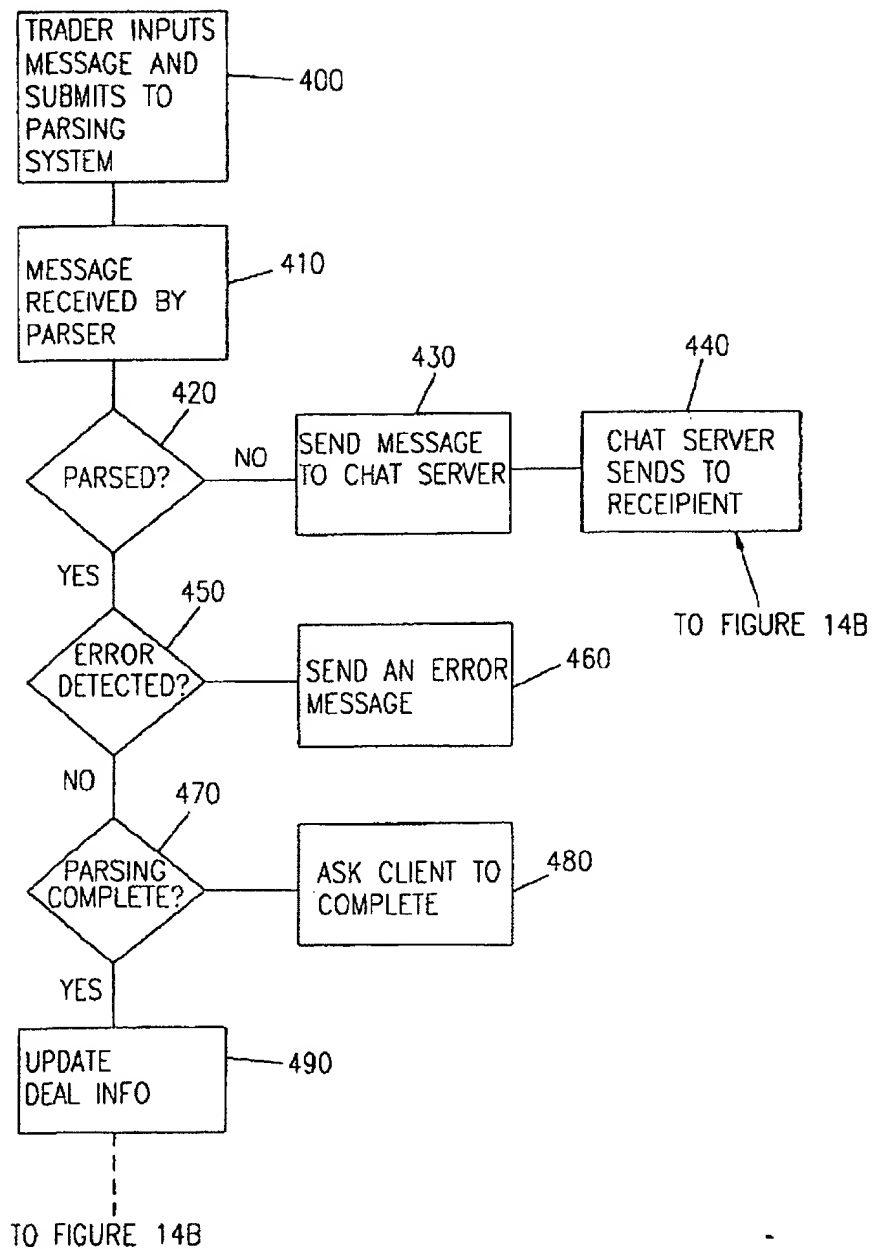 TRADER INPUTS
MESSAGE AND
SUBMITS TO
PARSING
SYSTEM
400
MESSAGE
RECEIVED BY
PARSER
410
420
PARSED?
NO
430
SEND MESSAGE
TO CHAT SERVER
440
CHAT SERVER
SENDS TO
RECEIPIENT
TO FIGURE 14B
YES
450
ERROR
DETECTED?
SEND AN ERROR
MESSAGE
460
NO
470
PARSING
COMPLETE?
ASK CLIENT TO
COMPLETE
480
YES
UPDATE
DEAL INFO
490
TO FIGURE 14B